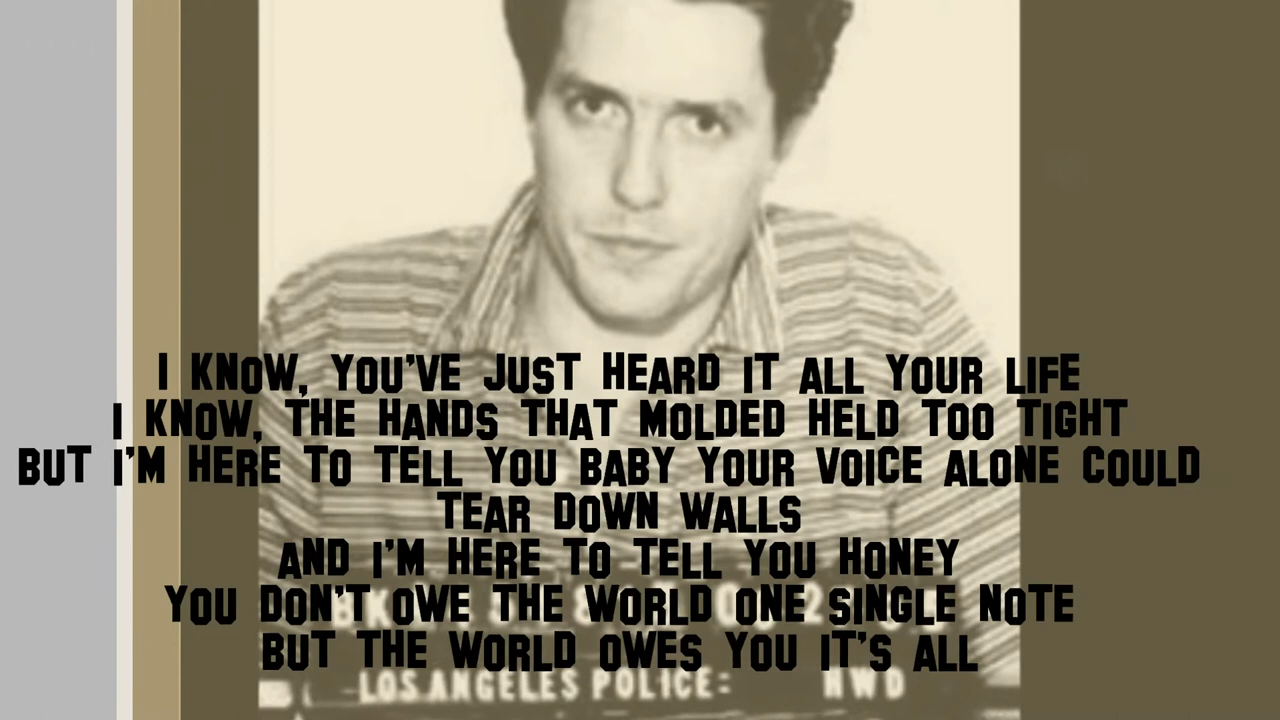 I KNOW, YOU'VE JUST HEARD IT ALL YOUR LIFE
I KNOW, THE HANDS THAT MOLDED HELD TOO TIGHT
BUT I'M HERE TO TELL YOU BABY YOUR VOICE ALONE COULD
TEAR DOWN WALLS
AND I'M HERE TO TELL YOU HONEY
YOU DON'T OWE THE WORLD ONE SINGLE NOTE
BUT THE WORLD OWES YOU IT'S ALL
LOS ANGELES POLICE: HWD